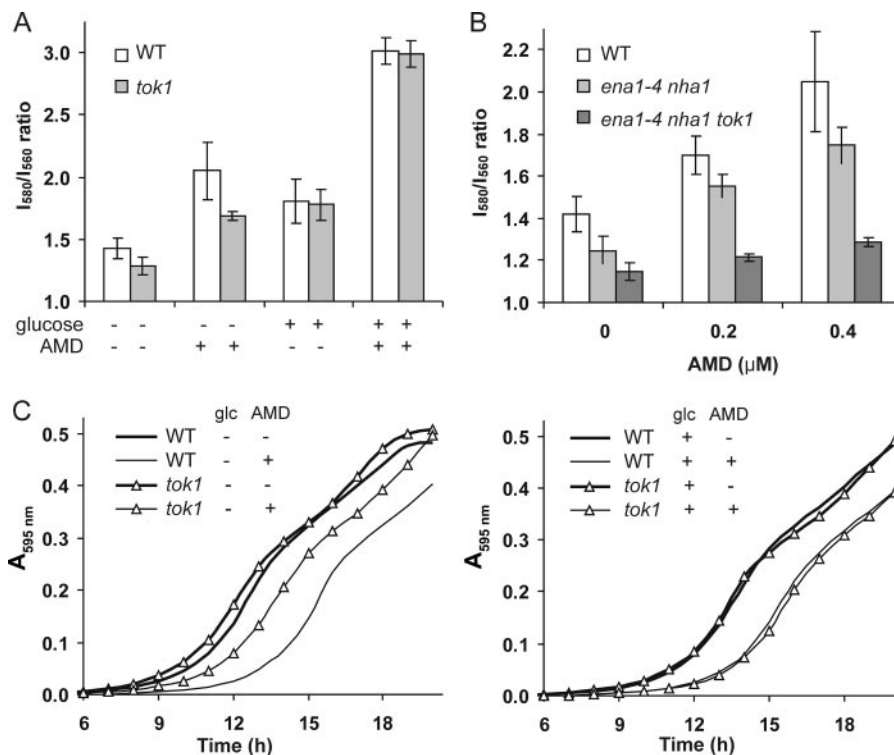 A
WT
tok1
I580/I560 ratio
3.0
2.5
2.0
1.5
1.0
glucose - - - - + + + +
AMD - - + + - - + +
B
WT
ena1-4 nha1
ena1-4 nha1 tok1
I580/I560 ratio
2.2
2.0
1.8
1.6
1.4
1.2
1.0
0 0.2 0.4
AMD (µM)
C
glc AMD
WT - -
WT - +
tok1 - -
tok1 - +
A595 nm
0.5
0.4
0.3
0.2
0.1
0.0
6 9 12 15 18
Time (h)
glc AMD
WT + -
WT + +
tok1 + -
tok1 + +
A595 nm
0.5
0.4
0.3
0.2
0.1
0.0
6 9 12 15 18
Time (h)